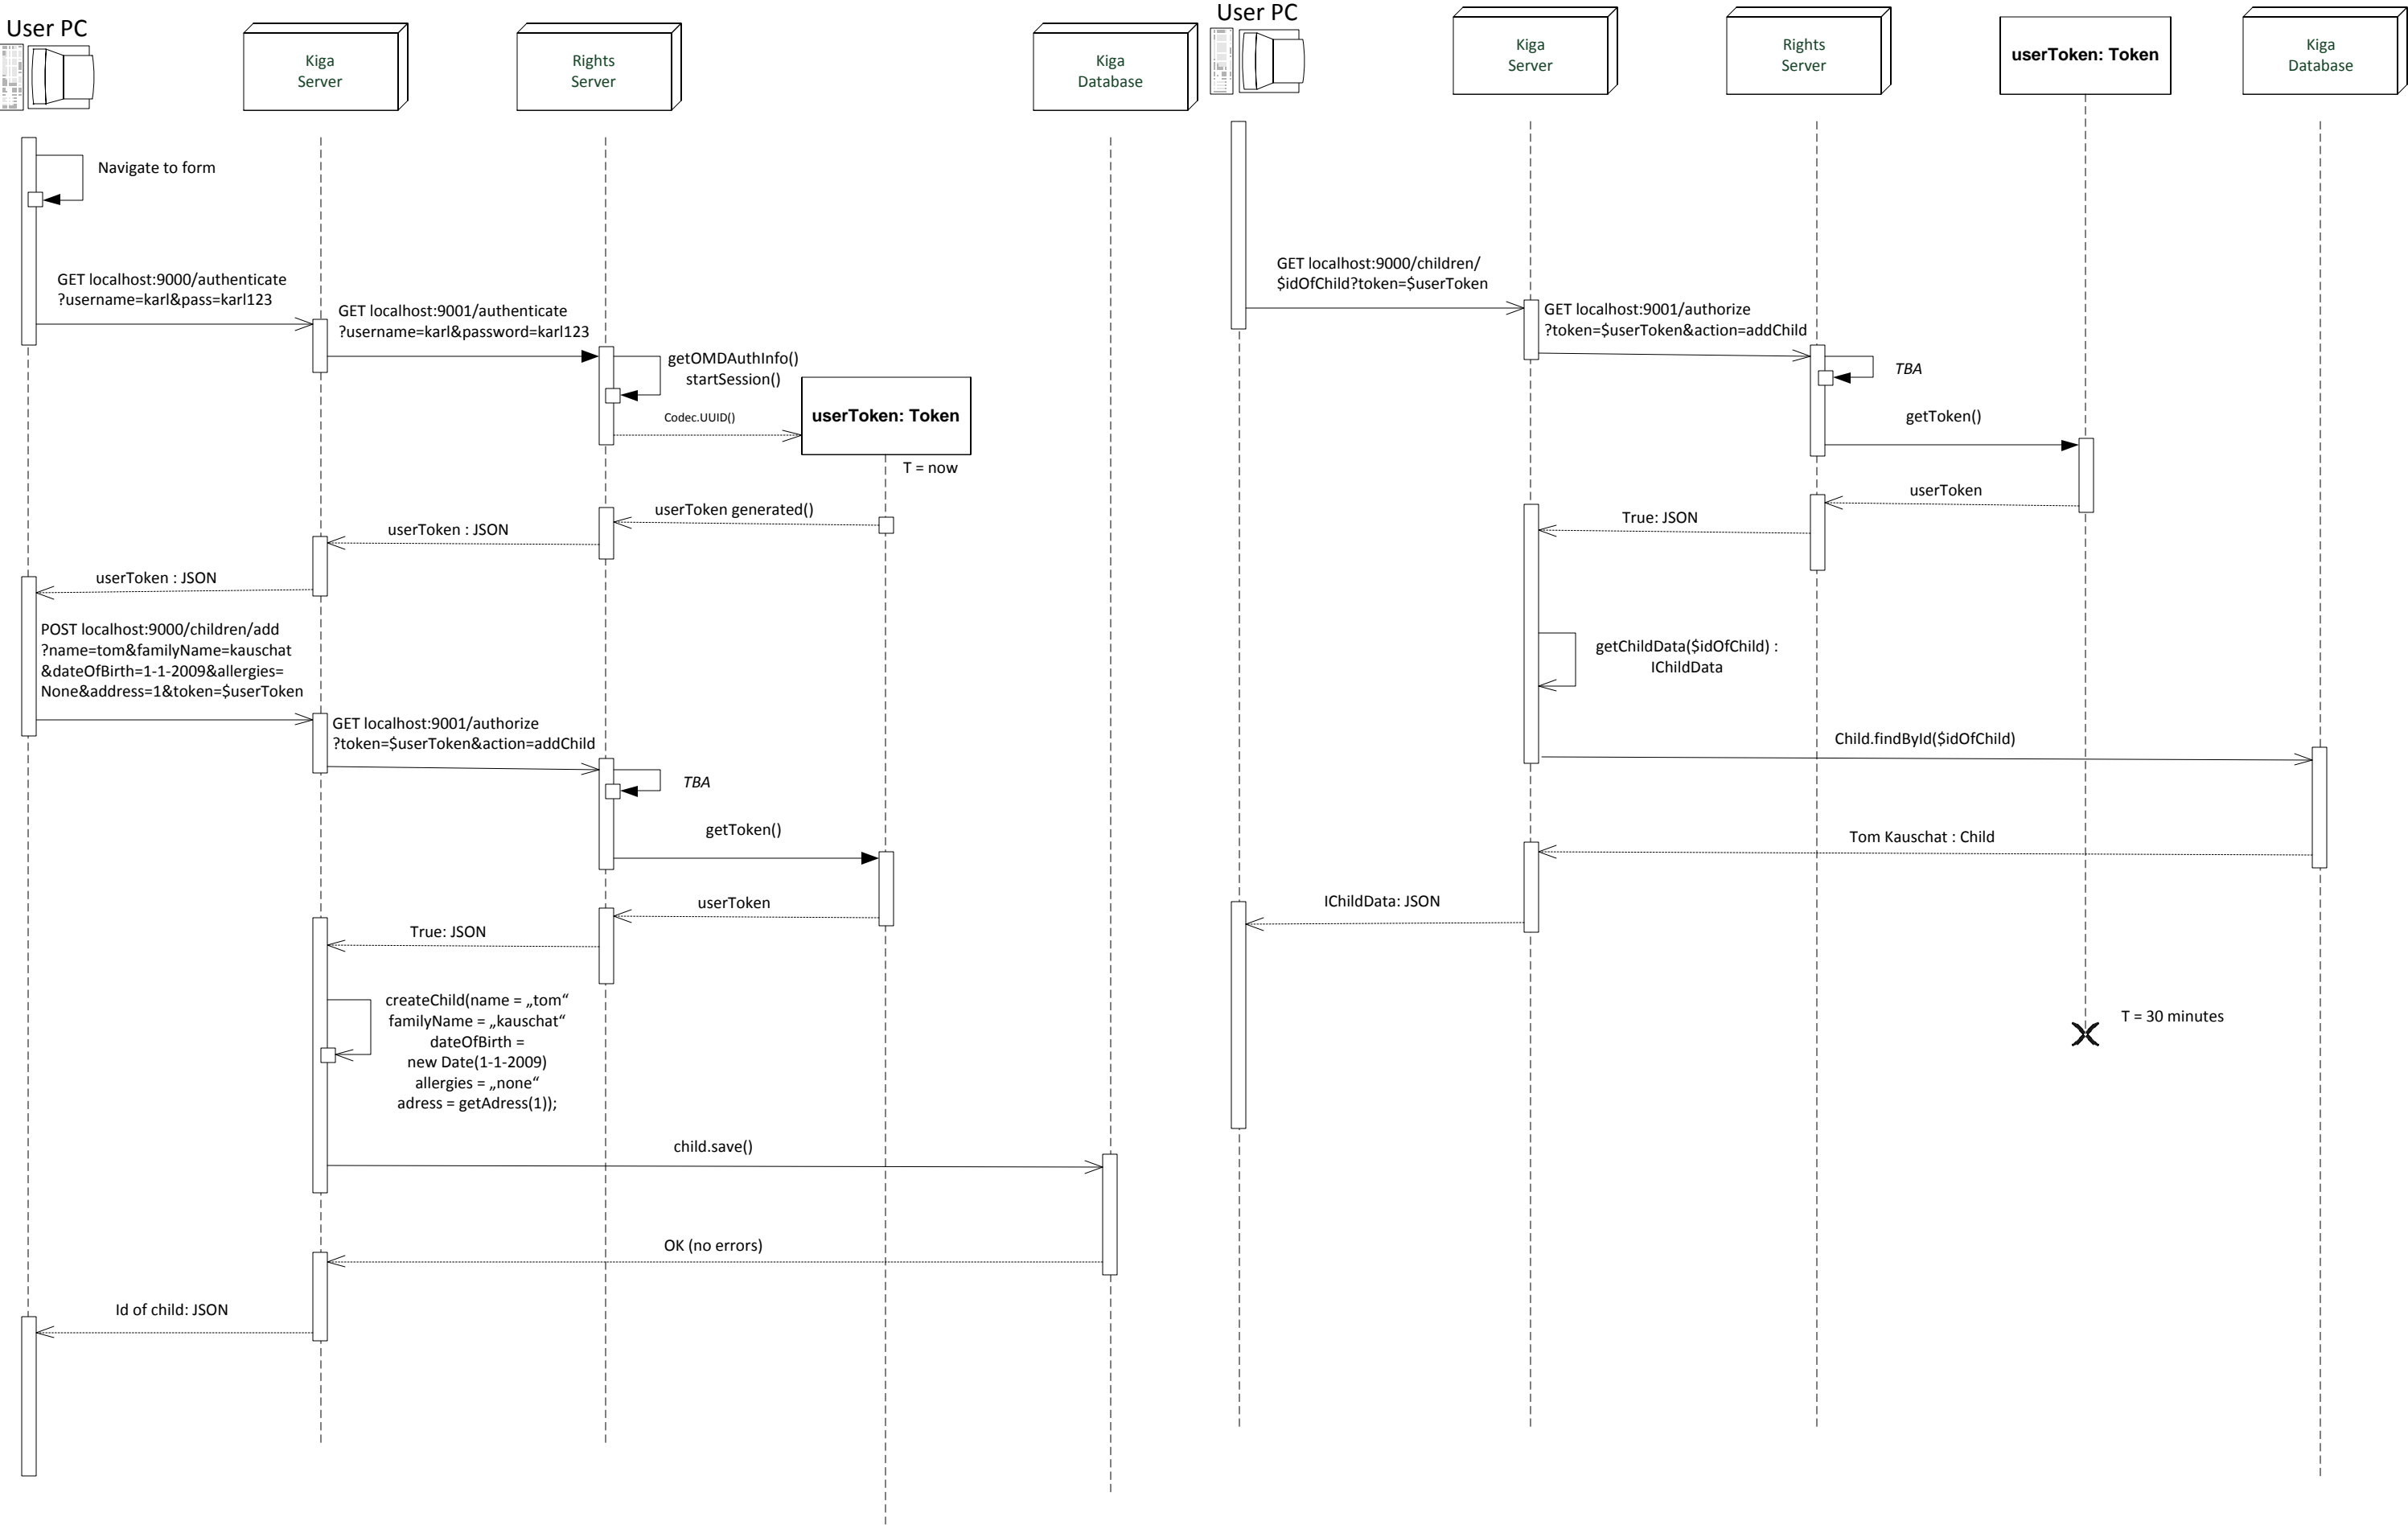 User PC
Kiga
Server
Rights
Server
Kiga
Database
Navigate to form
GET localhost:9000/authenticate
?username=karl&pass=karl123
GET localhost:9001/authenticate
?username=karl&password=karl123
getOMDAuthInfo()
startSession()
Codec.UUID()
userToken: Token
T = now
userToken generated()
userToken : JSON
userToken : JSON
POST localhost:9000/children/add
?name=tom&familyName=kauschat
&dateOfBirth=1-1-2009&allergies=
None&address=1&token=$userToken
GET localhost:9001/authorize
?token=$userToken&action=addChild
TBA
getToken()
userToken
True: JSON
createChild(name = „tom“
familyName = „kauschat“
dateOfBirth =
new Date(1-1-2009)
allergies = „none“
adress = getAdress(1));
child.save()
OK (no errors)
Id of child: JSON
User PC
Kiga
Server
Rights
Server
userToken: Token
Kiga
Database
GET localhost:9000/children/
$idOfChild?token=$userToken
GET localhost:9001/authorize
?token=$userToken&action=addChild
TBA
getToken()
userToken
True: JSON
getChildData($idOfChild) :
IChildData
Child.findById($idOfChild)
Tom Kauschat : Child
IChildData: JSON
T = 30 minutes